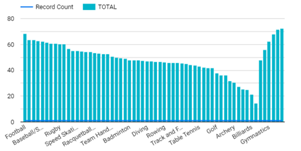 Record Count TOTAL
80
60
40
20
0
Football Baseball/S... Rugby Speed Skati... Racquetball... Team Hand... Badminton Diving Rowing Track and F... Table Tennis Golf Archery Billiards Gymnastics